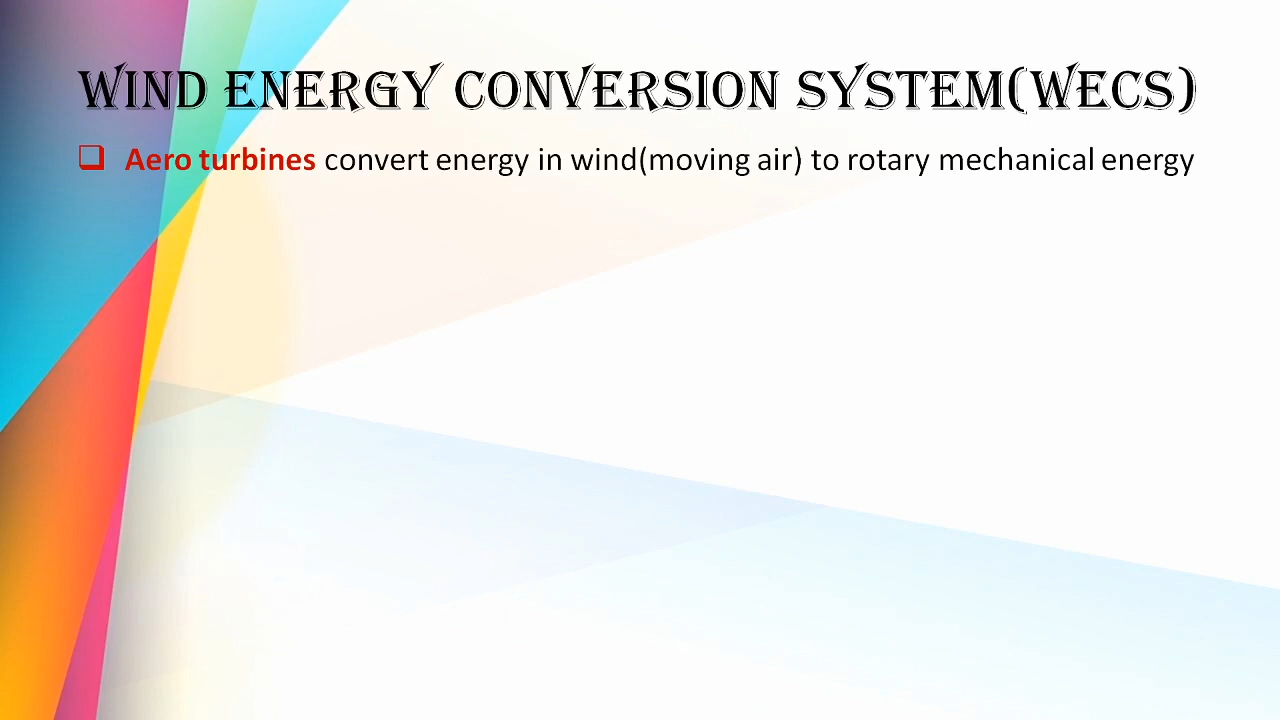 WIND ENERGY CONVERSION SYSTEM(WECS)
❑ Aero turbines convert energy in wind(moving air) to rotary mechanical energy